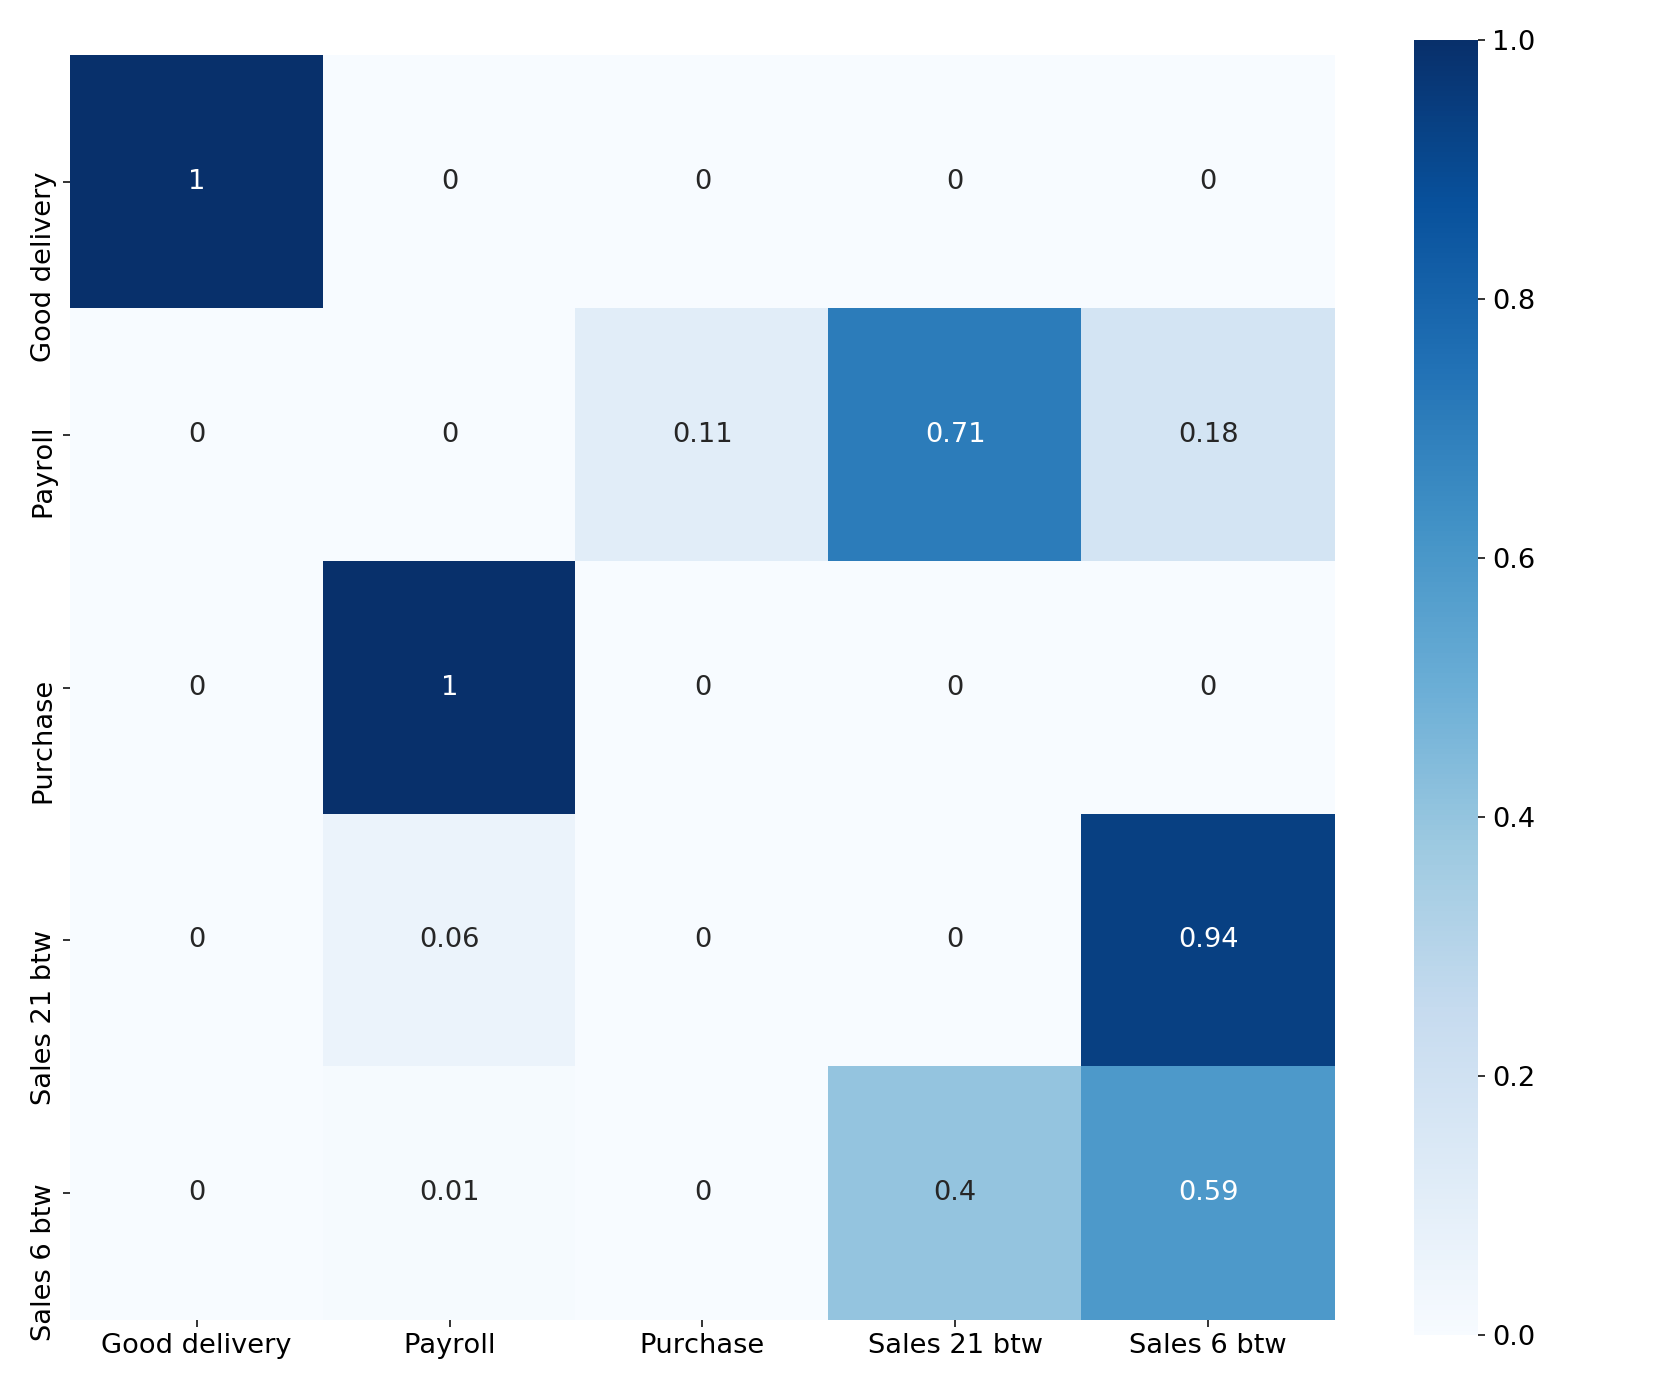 1.0
Good delivery
1 0 0 0 0
0.8
Payroll
0 0 0.11 0.71 0.18
0.6
Purchase
0 1 0 0 0
0.4
Sales 21 btw
0 0.06 0 0 0.94
0.2
Sales 6 btw
0 0.01 0 0.4 0.59
0.0
Good delivery Payroll Purchase Sales 21 btw Sales 6 btw